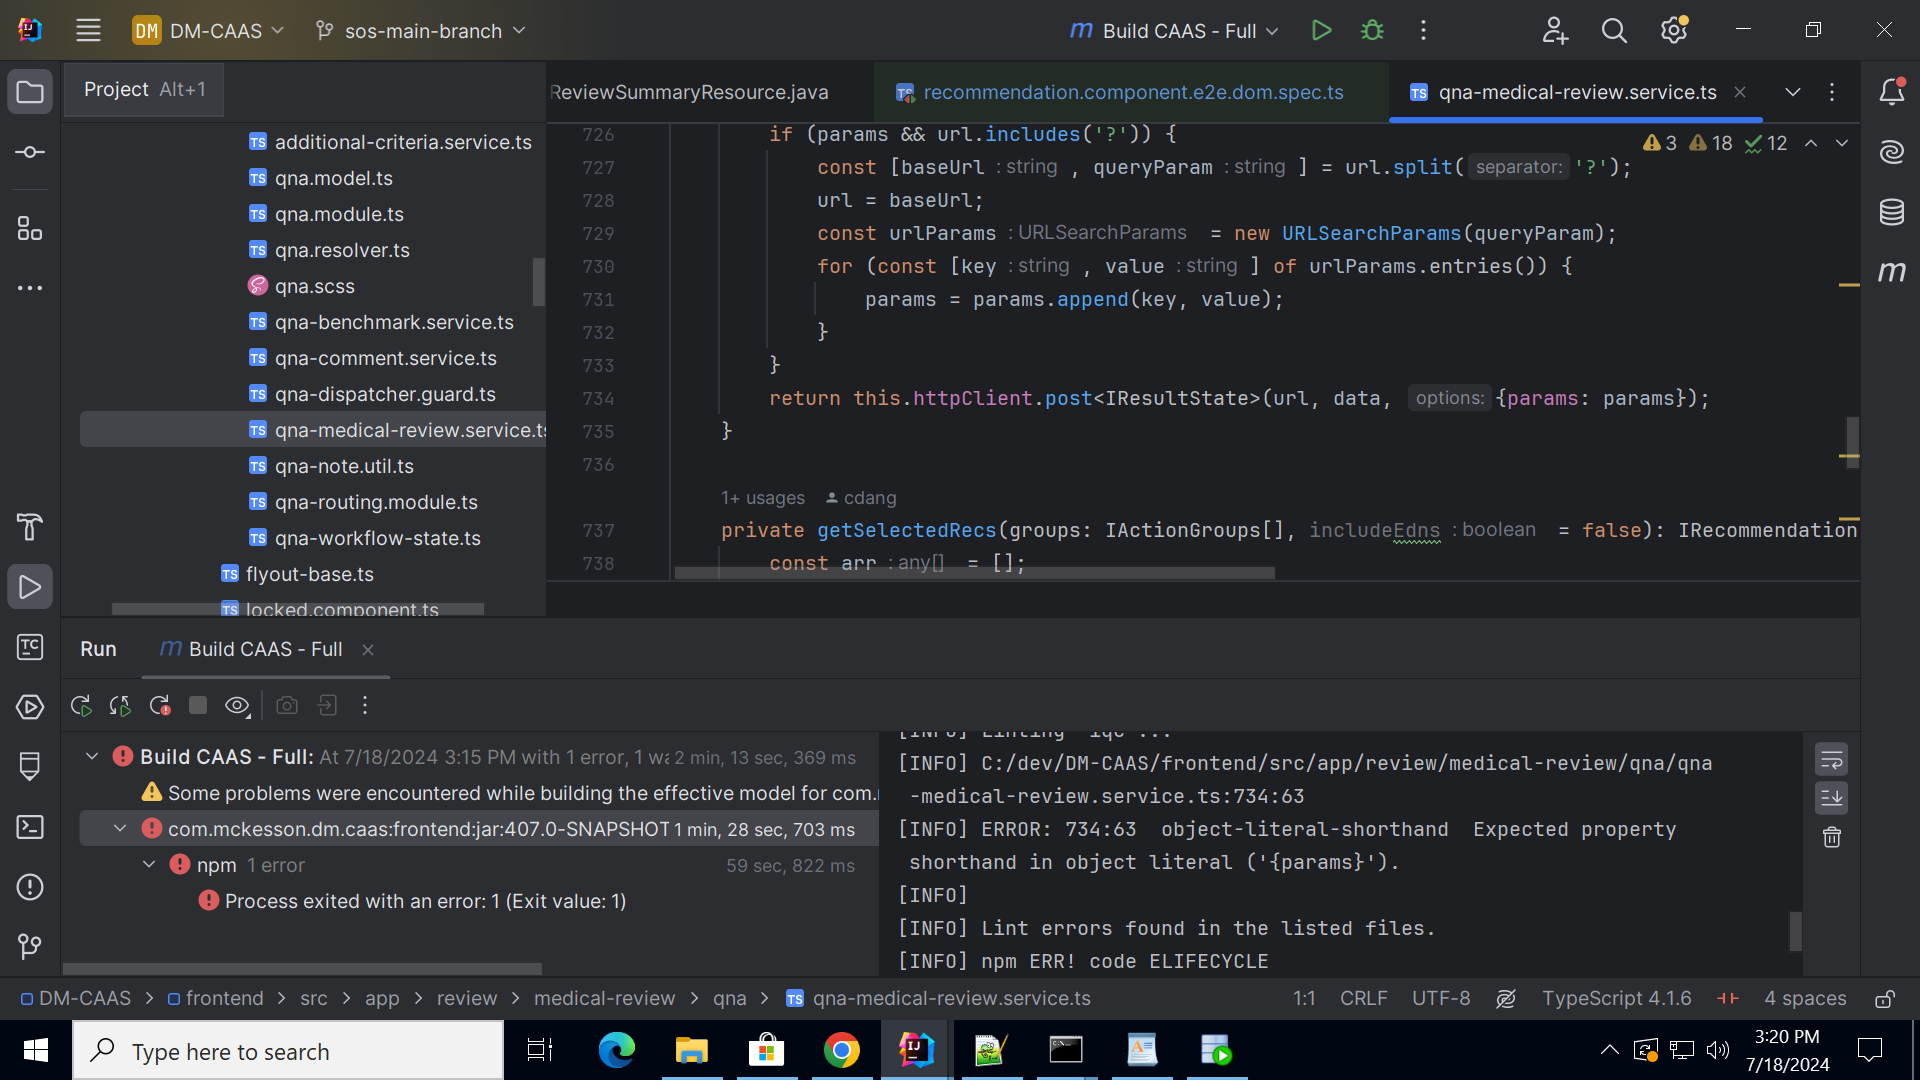 DM DM-CAAS sos-main-branch Build CAAS - Full
Project Alt+1
ReviewSummaryResource.java recommendation.component.e2e.dom.spec.ts qna-medical-review.service.ts
additional-criteria.service.ts
qna.model.ts
qna.module.ts
qna.resolver.ts
qna.scss
qna-benchmark.service.ts
qna-comment.service.ts
qna-dispatcher.guard.ts
qna-medical-review.service.ts
qna-note.util.ts
qna-routing.module.ts
qna-workflow-state.ts
flyout-base.ts
locked.component.ts
3 18 12
726 if (params && url.includes('?')) {
727 const [baseUrl : string , queryParam : string ] = url.split( separator: '?');
728 url = baseUrl;
729 const urlParams : URLSearchParams = new URLSearchParams(queryParam);
730 for (const [key : string , value : string ] of urlParams.entries()) {
731 params = params.append(key, value);
732 }
733 }
734 return this.httpClient.post<IResultState>(url, data, options: {params: params});
735 }
736
1+ usages cdang
737 private getSelectedRecs(groups: IActionGroups[], includeEdns : boolean = false): IRecommendation
738 const arr : any[] = [];
Run Build CAAS - Full
Build CAAS - Full: At 7/18/2024 3:15 PM with 1 error, 1 wa 2 min, 13 sec, 369 ms
Some problems were encountered while building the effective model for com.
com.mckesson.dm.caas:frontend:jar:407.0-SNAPSHOT 1 min, 28 sec, 703 ms
npm 1 error 59 sec, 822 ms
Process exited with an error: 1 (Exit value: 1)
[INFO] Linting "iqc"...
[INFO] C:/dev/DM-CAAS/frontend/src/app/review/medical-review/qna/qna
-medical-review.service.ts:734:63
[INFO] ERROR: 734:63 object-literal-shorthand Expected property
shorthand in object literal ('{params}').
[INFO]
[INFO] Lint errors found in the listed files.
[INFO] npm ERR! code ELIFECYCLE
DM-CAAS > frontend > src > app > review > medical-review > qna > qna-medical-review.service.ts
1:1 CRLF UTF-8 TypeScript 4.1.6 4 spaces
Type here to search
3:20 PM
7/18/2024